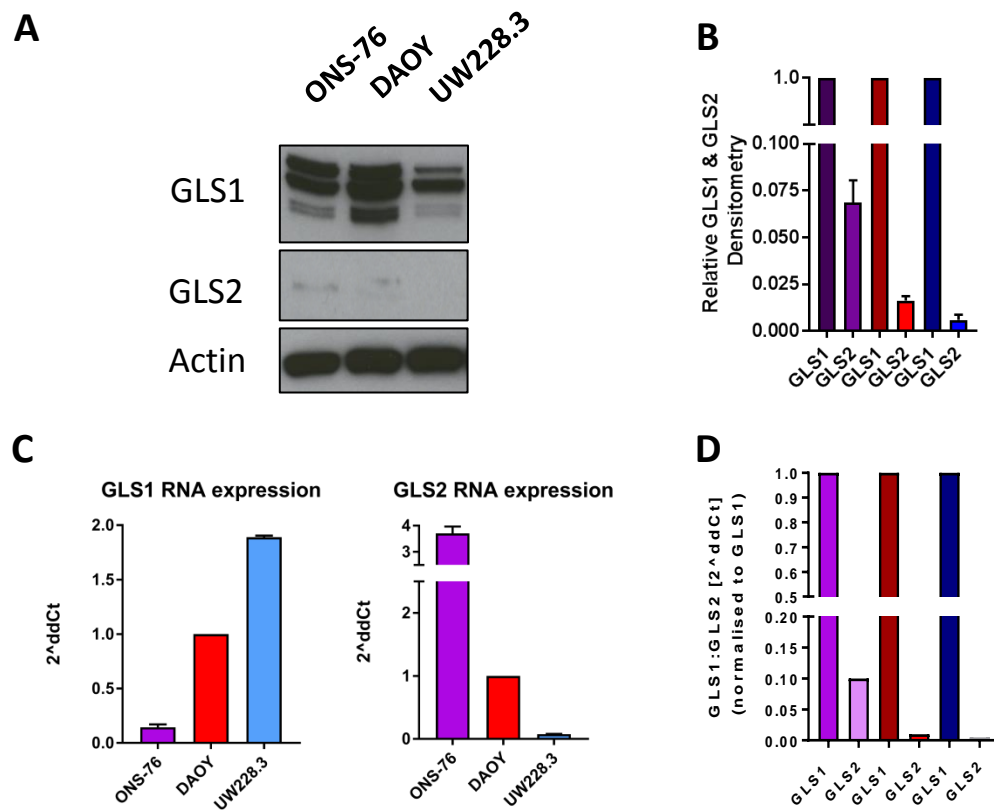 A
ONS-76
DAOY
UW228.3
GLS1
GLS2
Actin
B
Relative GLS1 & GLS2
Densitometry
1.0
0.100
0.075
0.050
0.025
0.000
GLS1
GLS2
GLS1
GLS2
GLS1
GLS2
C
GLS1 RNA expression
2^ddCt
2.0
1.5
1.0
0.5
0.0
ONS-76
DAOY
UW228.3
GLS2 RNA expression
2^ddCt
4
3
2
1
0
ONS-76
DAOY
UW228.3
D
GLS1:GLS2 [2^ddCt]
(normalised to GLS1)
1.0
0.9
0.8
0.7
0.6
0.5
0.20
0.15
0.10
0.05
0.00
GLS1
GLS2
GLS1
GLS2
GLS1
GLS2